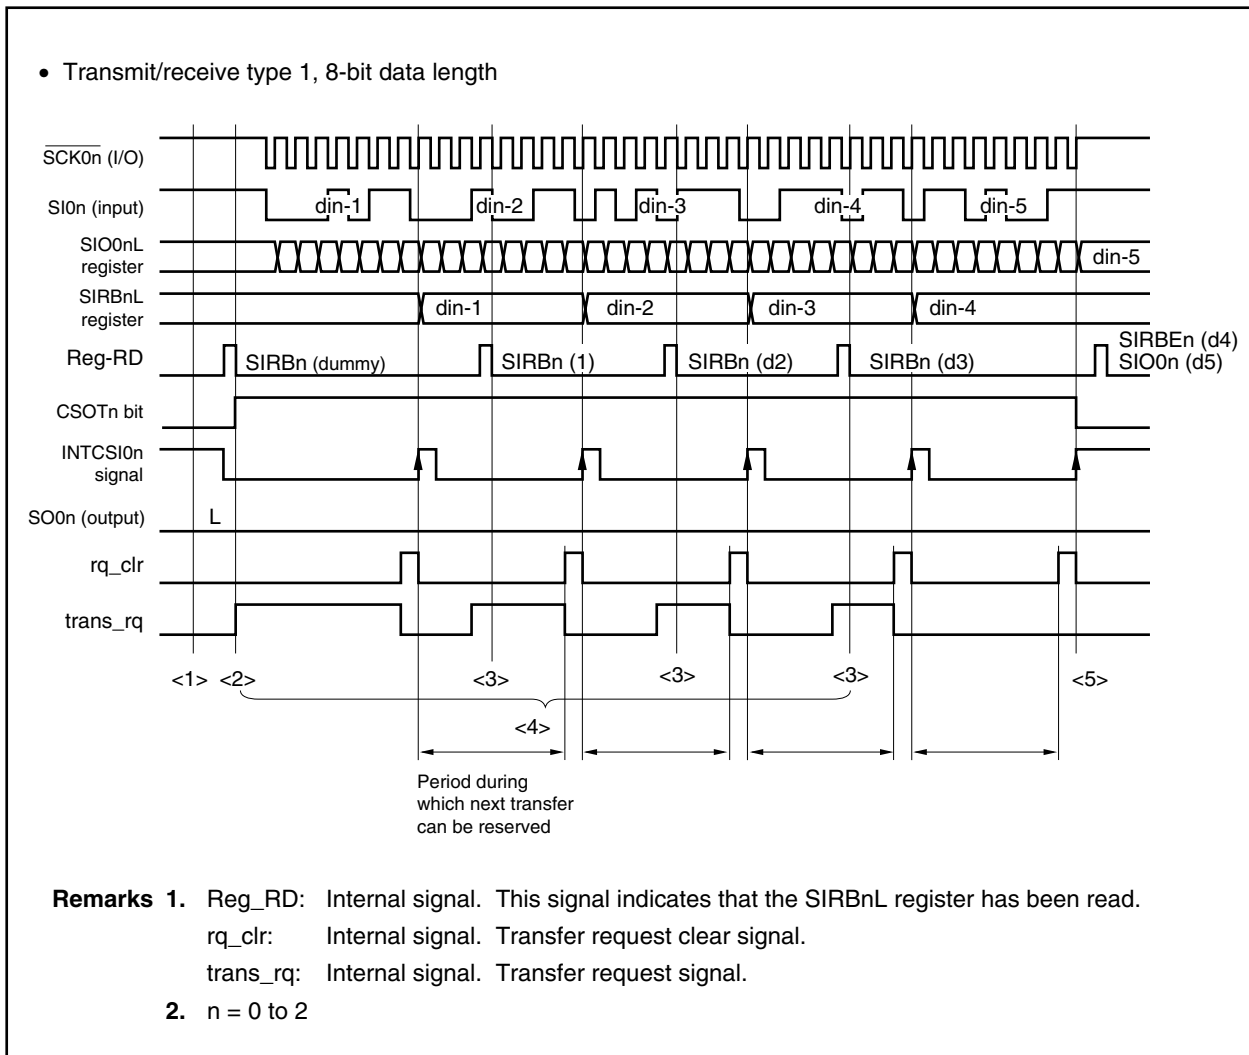 • Transmit/receive type 1, 8-bit data length
SCK0n (I/O)
SI0n (input)
din-1 din-2 din-3 din-4 din-5
SIO0nL
register
din-5
SIRBnL
register
din-1 din-2 din-3 din-4
Reg-RD
SIRBn (dummy) SIRBn (1) SIRBn (d2) SIRBn (d3)
SIRBEn (d4)
SIO0n (d5)
CSOTn bit
INTCSI0n
signal
SO0n (output) L
rq_clr
trans_rq
<1> <2> <3> <3> <3> <5>
<4>
Period during
which next transfer
can be reserved
Remarks 1. Reg_RD: Internal signal. This signal indicates that the SIRBnL register has been read.
rq_clr: Internal signal. Transfer request clear signal.
trans_rq: Internal signal. Transfer request signal.
2. n = 0 to 2